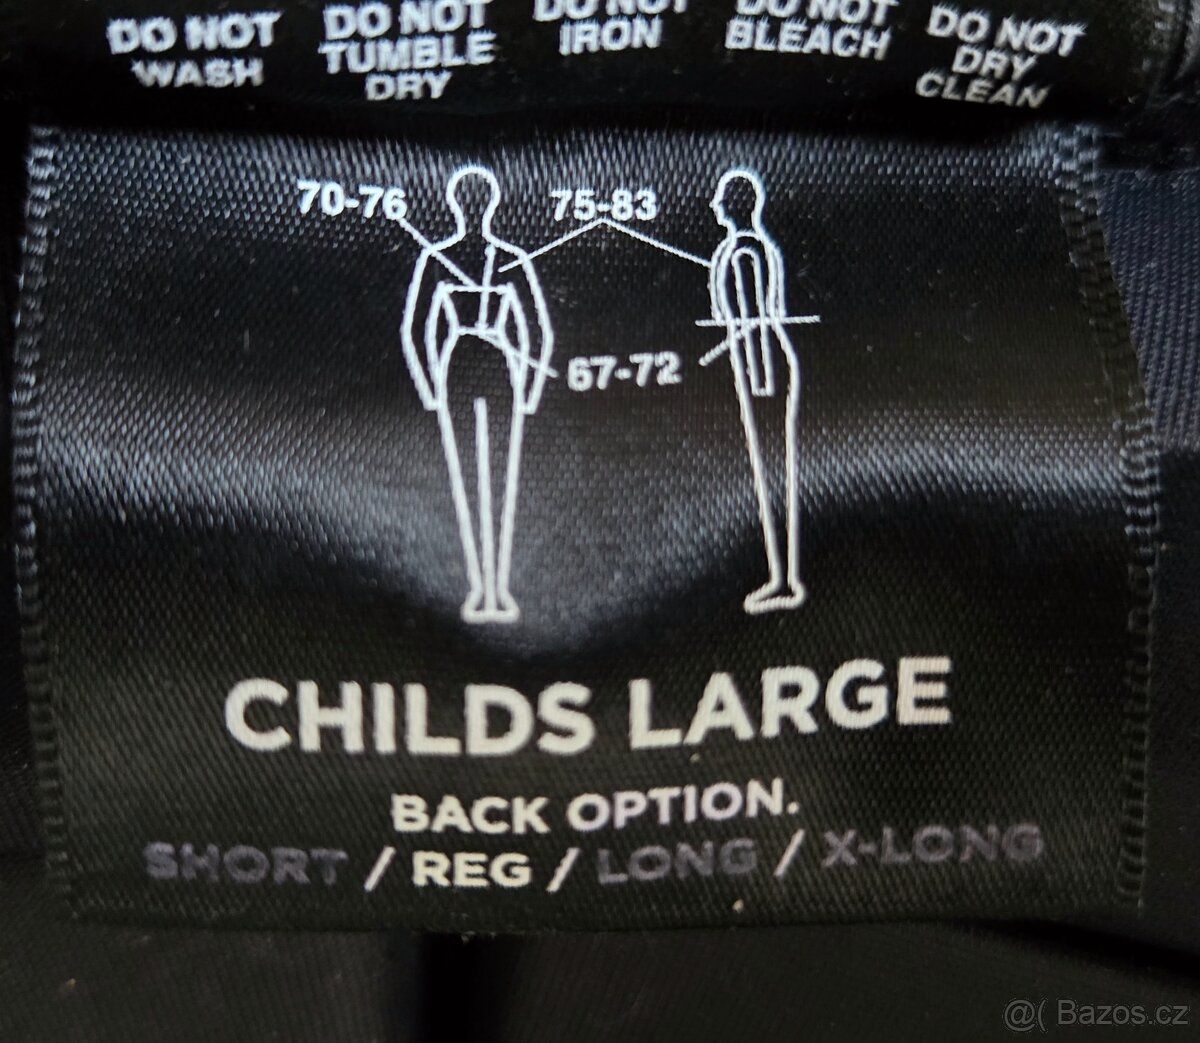 DO NOT WASH
DO NOT TUMBLE DRY
DO NOT IRON
DO NOT BLEACH
DO NOT DRY CLEAN
70-76
75-83
67-72
CHILDS LARGE
BACK OPTION.
SHORT / REG / LONG / X-LONG
@( Bazos.cz